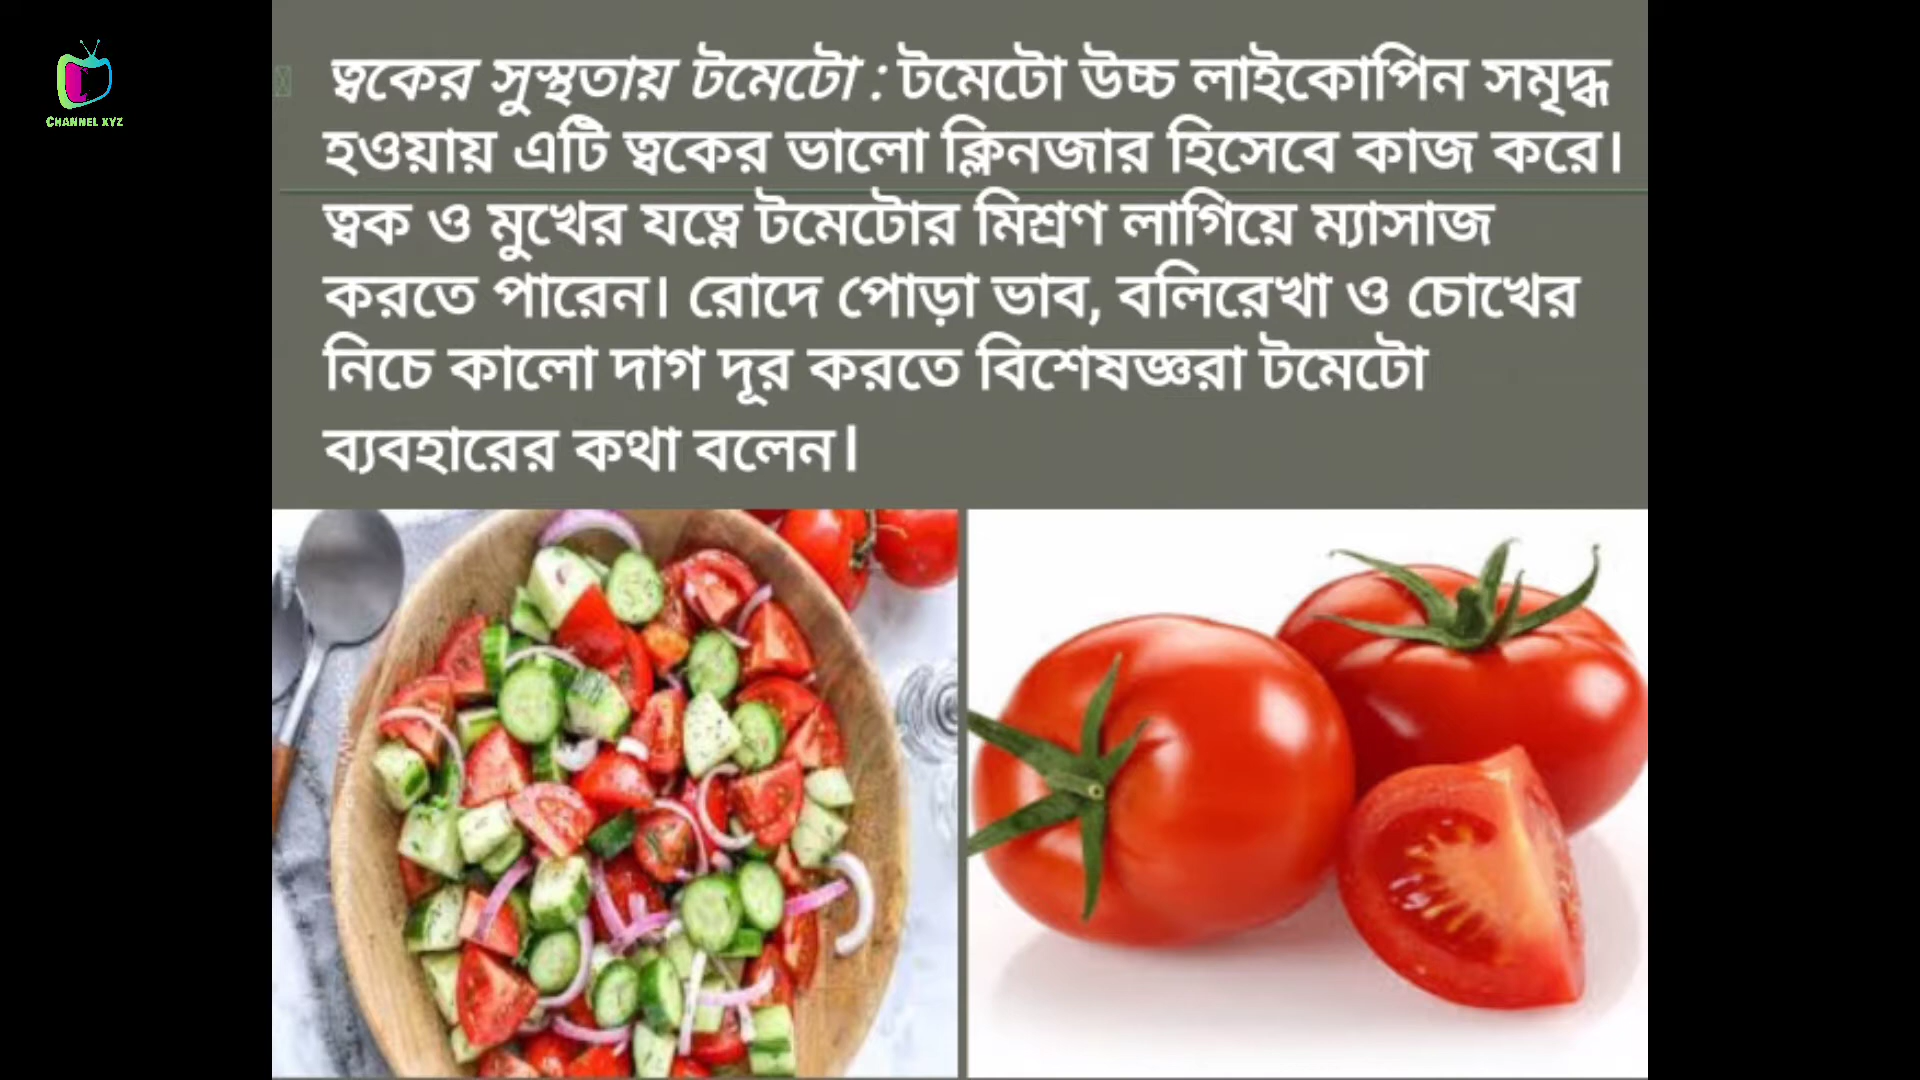 CHANNEL XYZ
ত্বকের সুস্থতায় টমেটো : টমেটো উচ্চ লাইকোপিন সমৃদ্ধ
হওয়ায় এটি ত্বকের ভালো ক্লিনজার হিসেবে কাজ করে।
ত্বক ও মুখের যত্নে টমেটোর মিশ্রণ লাগিয়ে ম্যাসাজ
করতে পারেন। রোদে পোড়া ভাব, বলিরেখা ও চোখের
নিচে কালো দাগ দূর করতে বিশেষজ্ঞরা টমেটো
ব্যবহারের কথা বলেন।